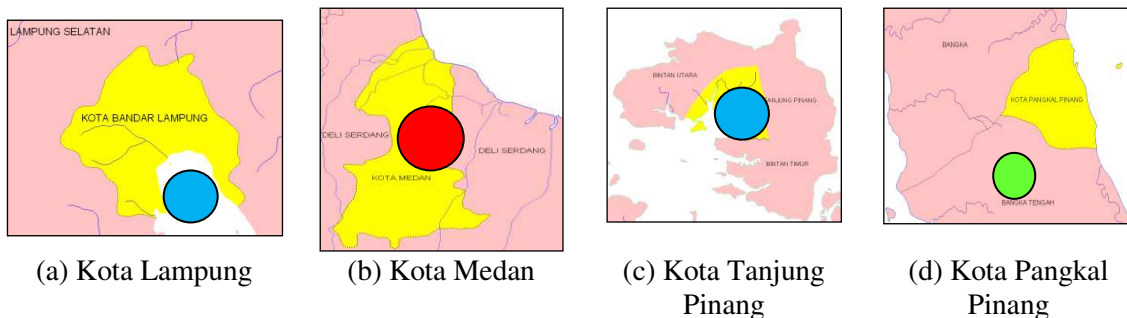 LAMPUNG SELATAN
KOTA BANDAR LAMPUNG
(a) Kota Lampung
DELI SERDANG
DELI SERDANG
KOTA MEDAN
(b) Kota Medan
BINTAN UTARA
TANJUNG PINANG
BINTAN TIMUR
(c) Kota Tanjung
Pinang
BANGKA
KOTA PANGKAL PINANG
BANGKA TENGAH
(d) Kota Pangkal
Pinang